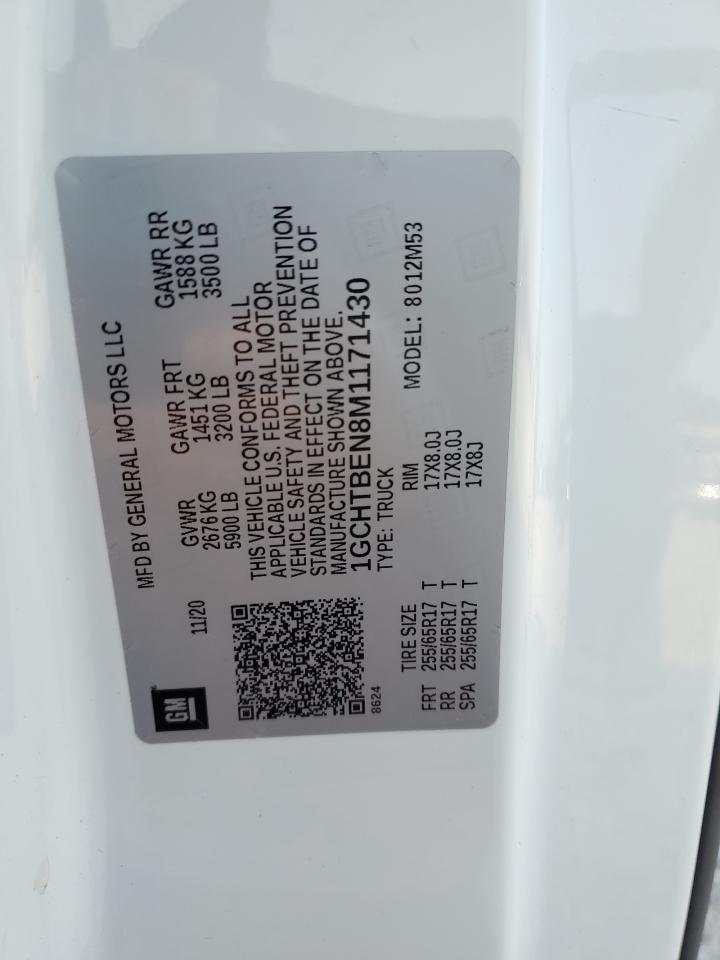 GM
MFD BY GENERAL MOTORS LLC
11/20
GVWR GAWR FRT GAWR RR
2676 KG 1451 KG 1588 KG
5900 LB 3200 LB 3500 LB
THIS VEHICLE CONFORMS TO ALL
APPLICABLE U.S. FEDERAL MOTOR
VEHICLE SAFETY AND THEFT PREVENTION
STANDARDS IN EFFECT ON THE DATE OF
MANUFACTURE SHOWN ABOVE.
1GCHTBEN8M1171430
8624
TYPE: TRUCK
MODEL: 8012M53
TIRE SIZE RIM
FRT 255/65R17 T 17X8.0J
RR 255/65R17 T 17X8.0J
SPA 255/65R17 T 17X8J